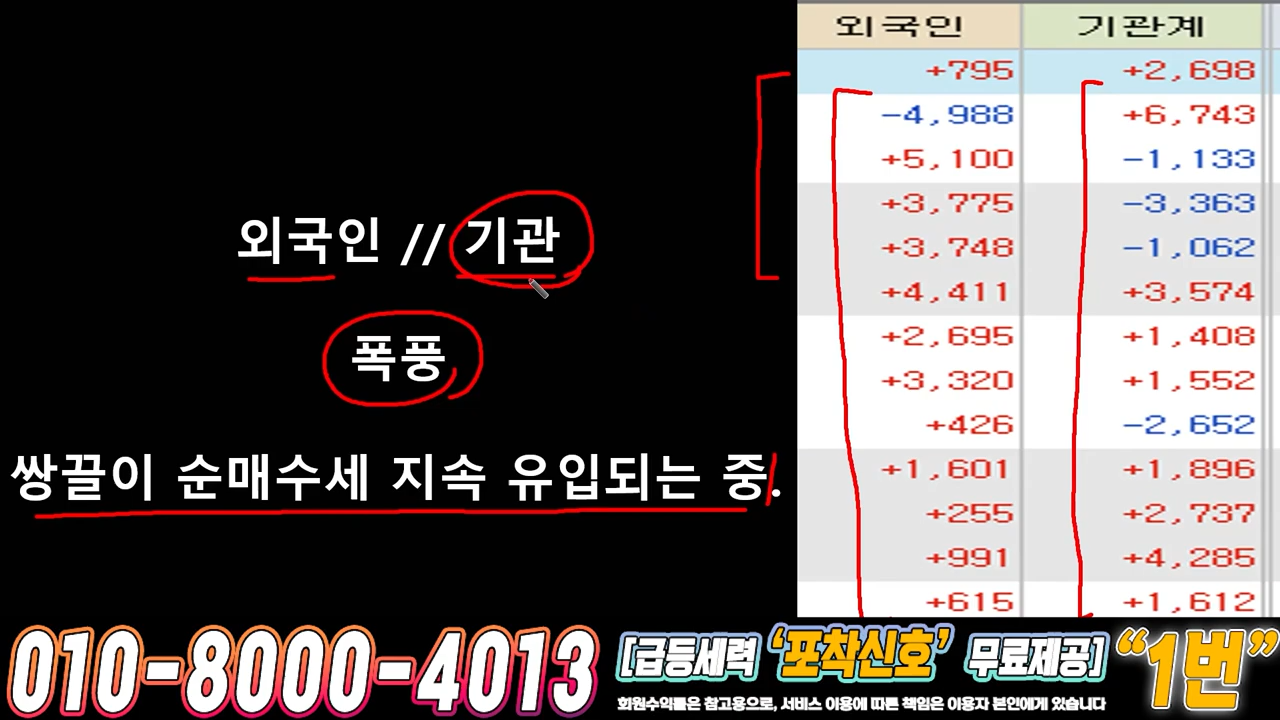 외국인 기관계
+795 +2,698
-4,988 +6,743
+5,100 -1,133
+3,775 -3,363
+3,748 -1,062
+4,411 +3,574
+2,695 +1,408
+3,320 +1,552
+426 -2,652
+1,601 +1,896
+255 +2,737
+991 +4,285
+615 +1,612
외국인 // 기관
폭풍
쌍끌이 순매수세 지속 유입되는 중.
010-8000-4013
[급등세력 ‘포착신호’ 무료제공] “1번”
회원수익률은 참고용으로, 서비스 이용에 따른 책임은 이용자 본인에게 있습니다